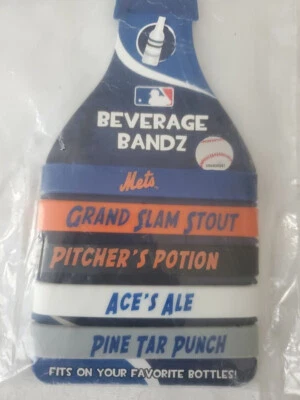 BEVERAGE
BANDZ
Mets
GRAND SLAM STOUT
PITCHER'S POTION
ACE'S ALE
PINE TAR PUNCH
FITS ON YOUR FAVORITE BOTTLES!